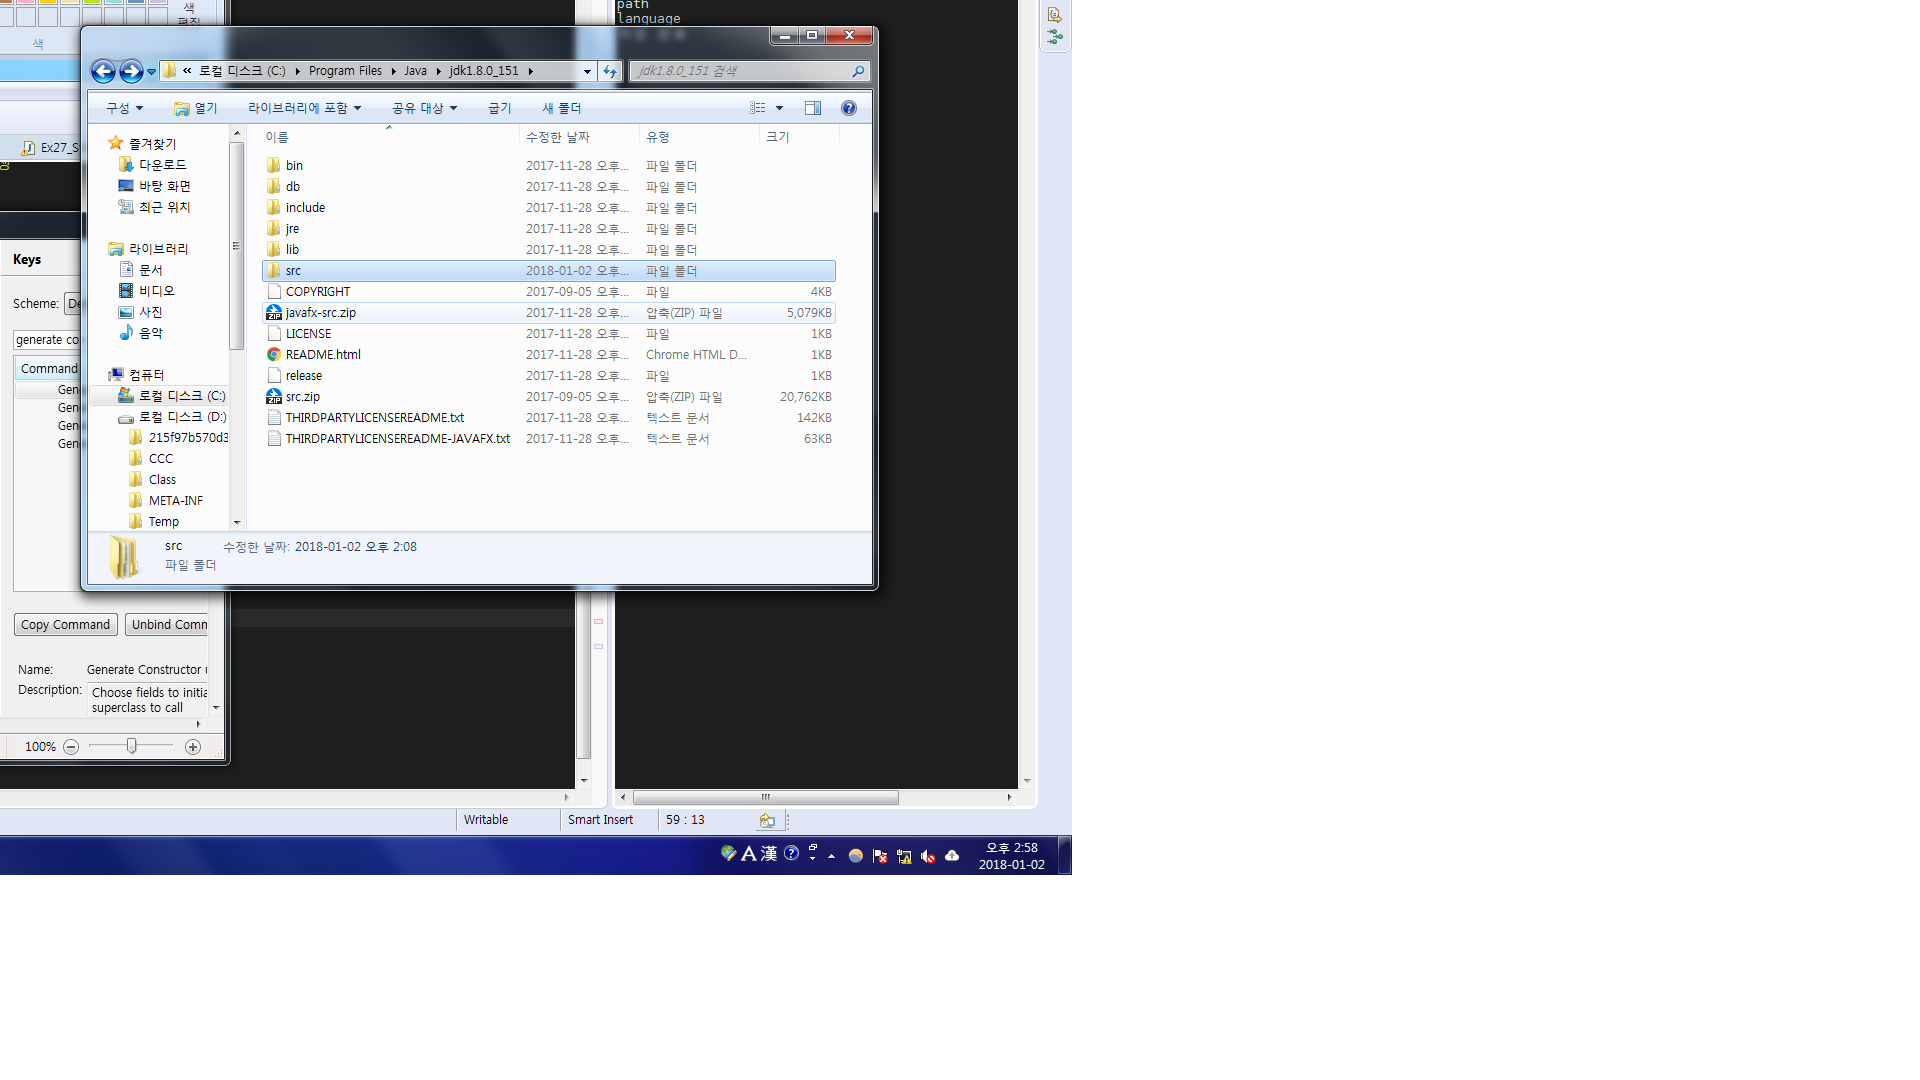 색
편집
색
path
language
« 로컬 디스크 (C:) ▸ Program Files ▸ Java ▸ jdk1.8.0_151 ▸
jdk1.8.0_151 검색
구성 열기 라이브러리에 포함 공유 대상 굽기 새 폴더
Ex27_S
즐겨찾기
다운로드
바탕 화면
최근 위치
라이브러리
문서
비디오
사진
음악
컴퓨터
로컬 디스크 (C:)
로컬 디스크 (D:)
215f97b570d3
CCC
Class
META-INF
Temp
이름 수정한 날짜 유형 크기
bin 2017-11-28 오후... 파일 폴더
db 2017-11-28 오후... 파일 폴더
include 2017-11-28 오후... 파일 폴더
jre 2017-11-28 오후... 파일 폴더
lib 2017-11-28 오후... 파일 폴더
src 2018-01-02 오후... 파일 폴더
COPYRIGHT 2017-09-05 오후... 파일 4KB
javafx-src.zip 2017-11-28 오후... 압축(ZIP) 파일 5,079KB
LICENSE 2017-11-28 오후... 파일 1KB
README.html 2017-11-28 오후... Chrome HTML D... 1KB
release 2017-11-28 오후... 파일 1KB
src.zip 2017-09-05 오후... 압축(ZIP) 파일 20,762KB
THIRDPARTYLICENSEREADME.txt 2017-11-28 오후... 텍스트 문서 142KB
THIRDPARTYLICENSEREADME-JAVAFX.txt 2017-11-28 오후... 텍스트 문서 63KB
src 수정한 날짜: 2018-01-02 오후 2:08
파일 폴더
Keys
Scheme: De
generate co
Command
Gen
Gen
Gen
Gen
Copy Command Unbind Comm
Name: Generate Constructor
Description: Choose fields to initia
superclass to call
100%
Writable Smart Insert 59 : 13
A 漢
오후 2:58
2018-01-02